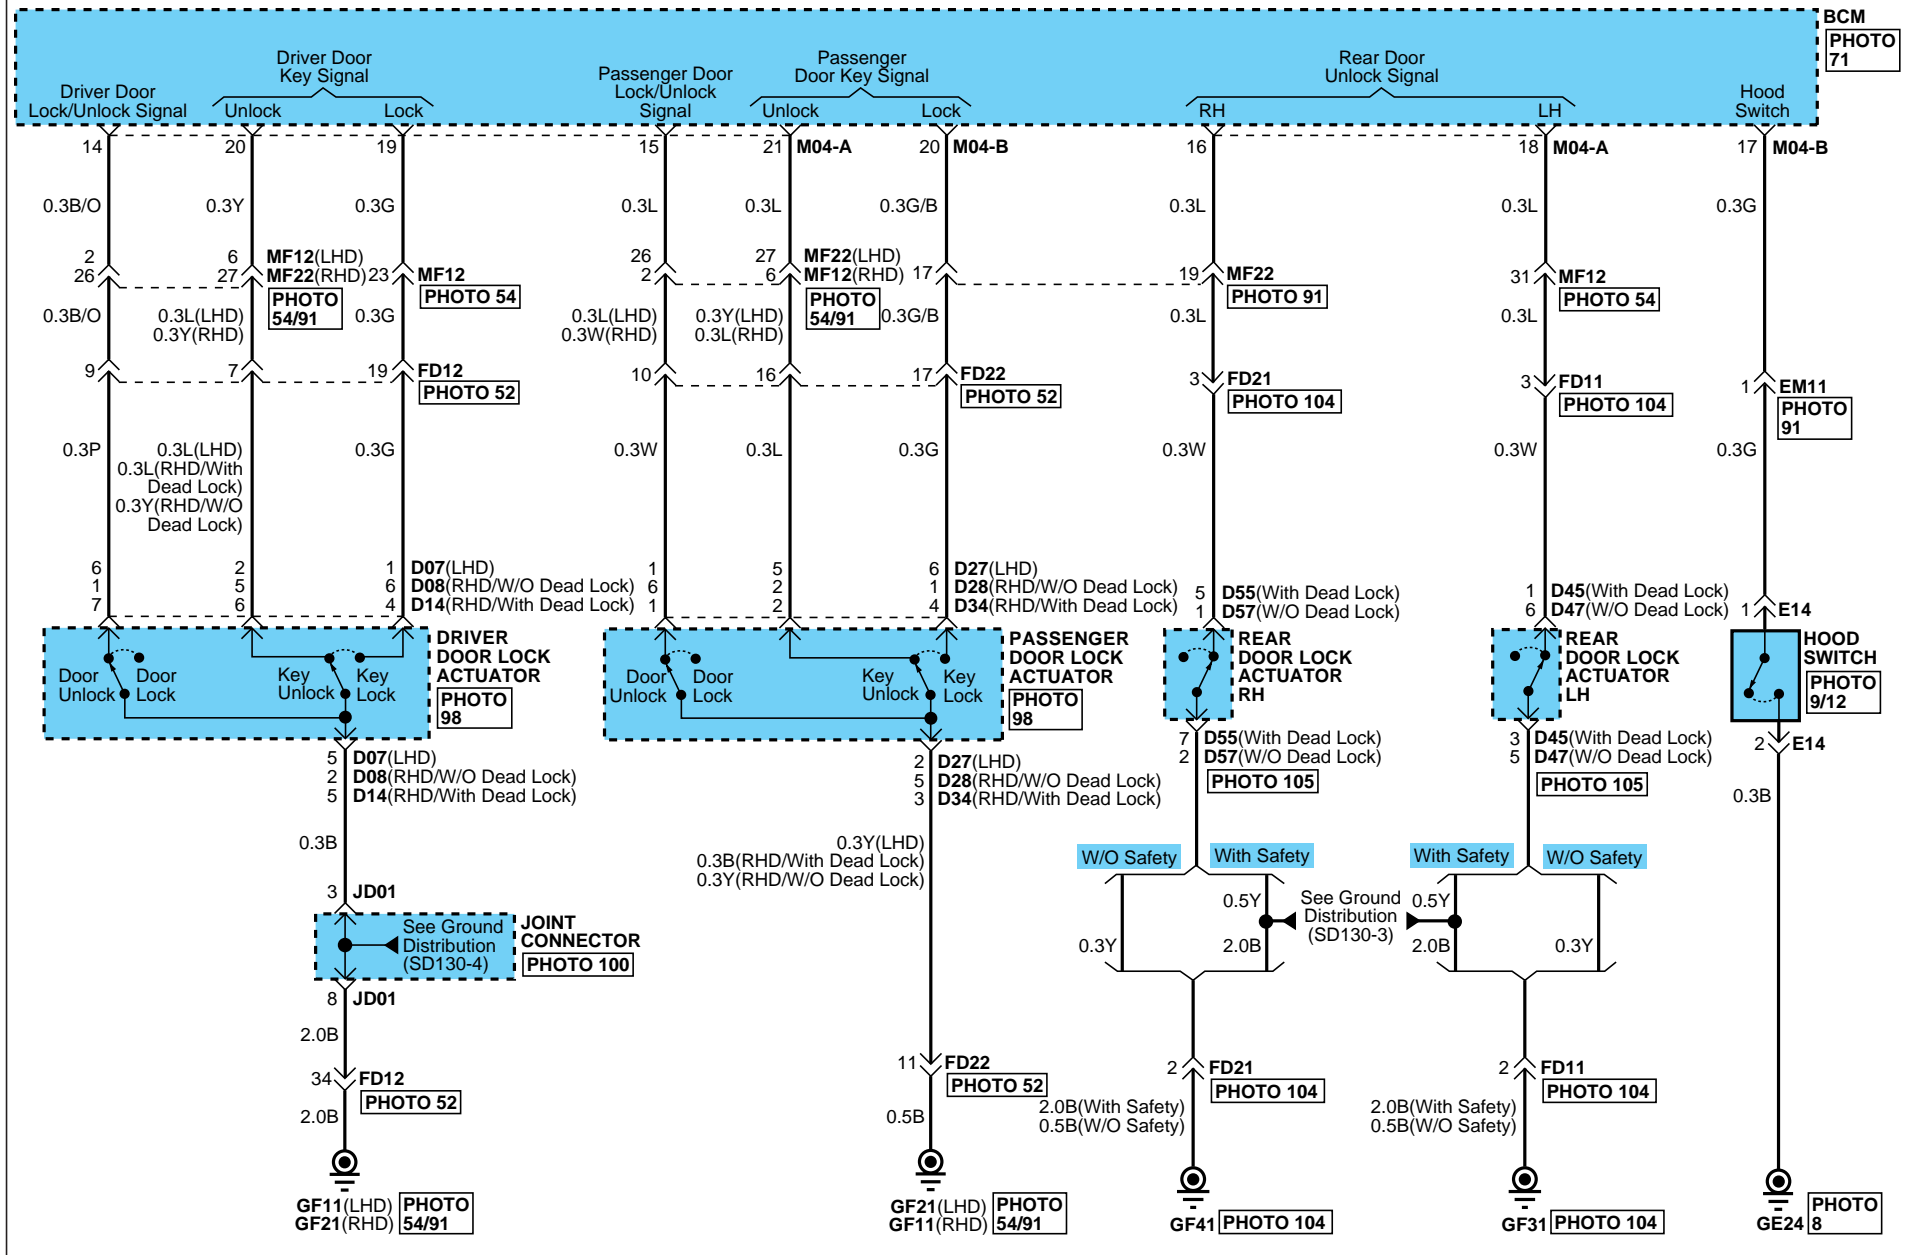 BCM
PHOTO
71
Driver Door
Lock/Unlock Signal
Driver Door
Key Signal
Unlock
Lock
Passenger Door
Lock/Unlock
Signal
Passenger
Door Key Signal
Unlock
Lock
Rear Door
Unlock Signal
RH
LH
Hood
Switch
14
20
19
15
21 M04-A
20 M04-B
16
18 M04-A
17 M04-B
0.3B/O
0.3Y
0.3G
0.3L
0.3L
0.3G/B
0.3L
0.3L
0.3G
2
26
6
27
MF12(LHD)
MF22(RHD)
PHOTO
54/91
23 MF12
PHOTO 54
26
2
27
6
MF22(LHD)
MF12(RHD)
PHOTO
54/91
17
19 MF22
PHOTO 91
31 MF12
PHOTO 54
0.3B/O
0.3L(LHD)
0.3Y(RHD)
0.3G
0.3L(LHD)
0.3W(RHD)
0.3Y(LHD)
0.3L(RHD)
0.3G/B
0.3L
0.3L
9
7
19 FD12
PHOTO 52
10
16
17 FD22
PHOTO 52
3 FD21
PHOTO 104
3 FD11
PHOTO 104
1 EM11
PHOTO
91
0.3P
0.3L(LHD)
0.3L(RHD/With
Dead Lock)
0.3Y(RHD/W/O
Dead Lock)
0.3G
0.3W
0.3L
0.3G
0.3W
0.3W
0.3G
6
1
7
2
5
6
1 D07(LHD)
6 D08(RHD/W/O Dead Lock)
4 D14(RHD/With Dead Lock)
1
6
1
5
2
2
6 D27(LHD)
1 D28(RHD/W/O Dead Lock)
4 D34(RHD/With Dead Lock)
5 D55(With Dead Lock)
1 D57(W/O Dead Lock)
1 D45(With Dead Lock)
6 D47(W/O Dead Lock)
1 E14
Door
Unlock
Door
Lock
Key
Unlock
Key
Lock
DRIVER
DOOR LOCK
ACTUATOR
PHOTO
98
Door
Unlock
Door
Lock
Key
Unlock
Key
Lock
PASSENGER
DOOR LOCK
ACTUATOR
PHOTO
98
REAR
DOOR LOCK
ACTUATOR
RH
REAR
DOOR LOCK
ACTUATOR
LH
HOOD
SWITCH
PHOTO
9/12
5 D07(LHD)
2 D08(RHD/W/O Dead Lock)
5 D14(RHD/With Dead Lock)
2 D27(LHD)
5 D28(RHD/W/O Dead Lock)
3 D34(RHD/With Dead Lock)
7 D55(With Dead Lock)
2 D57(W/O Dead Lock)
PHOTO 105
3 D45(With Dead Lock)
5 D47(W/O Dead Lock)
PHOTO 105
2 E14
0.3B
0.3B
0.3Y(LHD)
0.3B(RHD/With Dead Lock)
0.3Y(RHD/W/O Dead Lock)
W/O Safety
With Safety
With Safety
W/O Safety
3 JD01
See Ground
Distribution
(SD130-4)
JOINT
CONNECTOR
PHOTO 100
8 JD01
0.3Y
0.5Y
2.0B
See Ground
Distribution
(SD130-3)
0.5Y
2.0B
0.3Y
2.0B
34 FD12
PHOTO 52
2.0B
11 FD22
PHOTO 52
0.5B
2 FD21
PHOTO 104
2.0B(With Safety)
0.5B(W/O Safety)
2 FD11
PHOTO 104
2.0B(With Safety)
0.5B(W/O Safety)
GF11(LHD)
GF21(RHD)
PHOTO
54/91
GF21(LHD)
GF11(RHD)
PHOTO
54/91
GF41 PHOTO 104
GF31 PHOTO 104
GE24
PHOTO
8